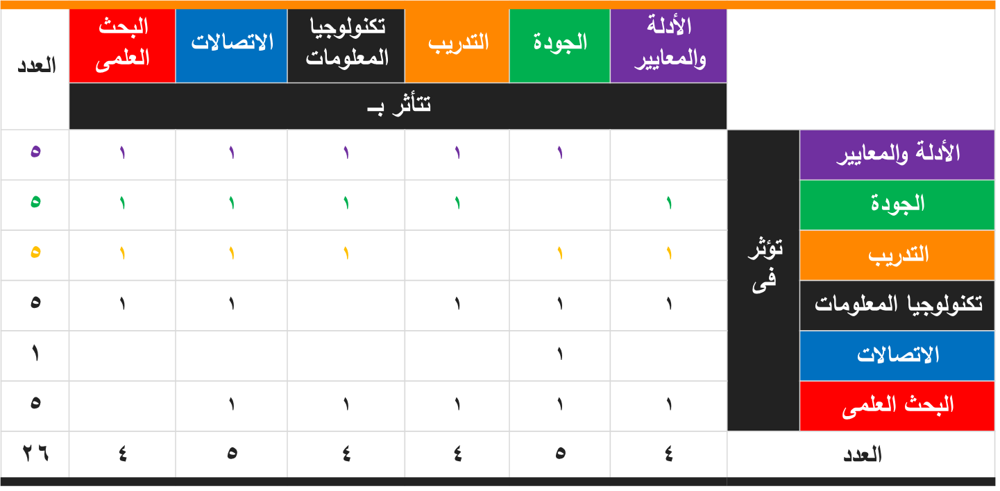 الأدلة والمعايير الجودة التدريب تكنولوجيا المعلومات الاتصالات البحث العلمى العدد
تتأثر بـ
تؤثر فى
الأدلة والمعايير ١ ١ ١ ١ ١ ٥
الجودة ١ ١ ١ ١ ١ ٥
التدريب ١ ١ ١ ١ ١ ٥
تكنولوجيا المعلومات ١ ١ ١ ١ ١ ٥
الاتصالات ١ ١
البحث العلمى ١ ١ ١ ١ ١ ٥
العدد ٤ ٥ ٤ ٤ ٥ ٤ ٢٦